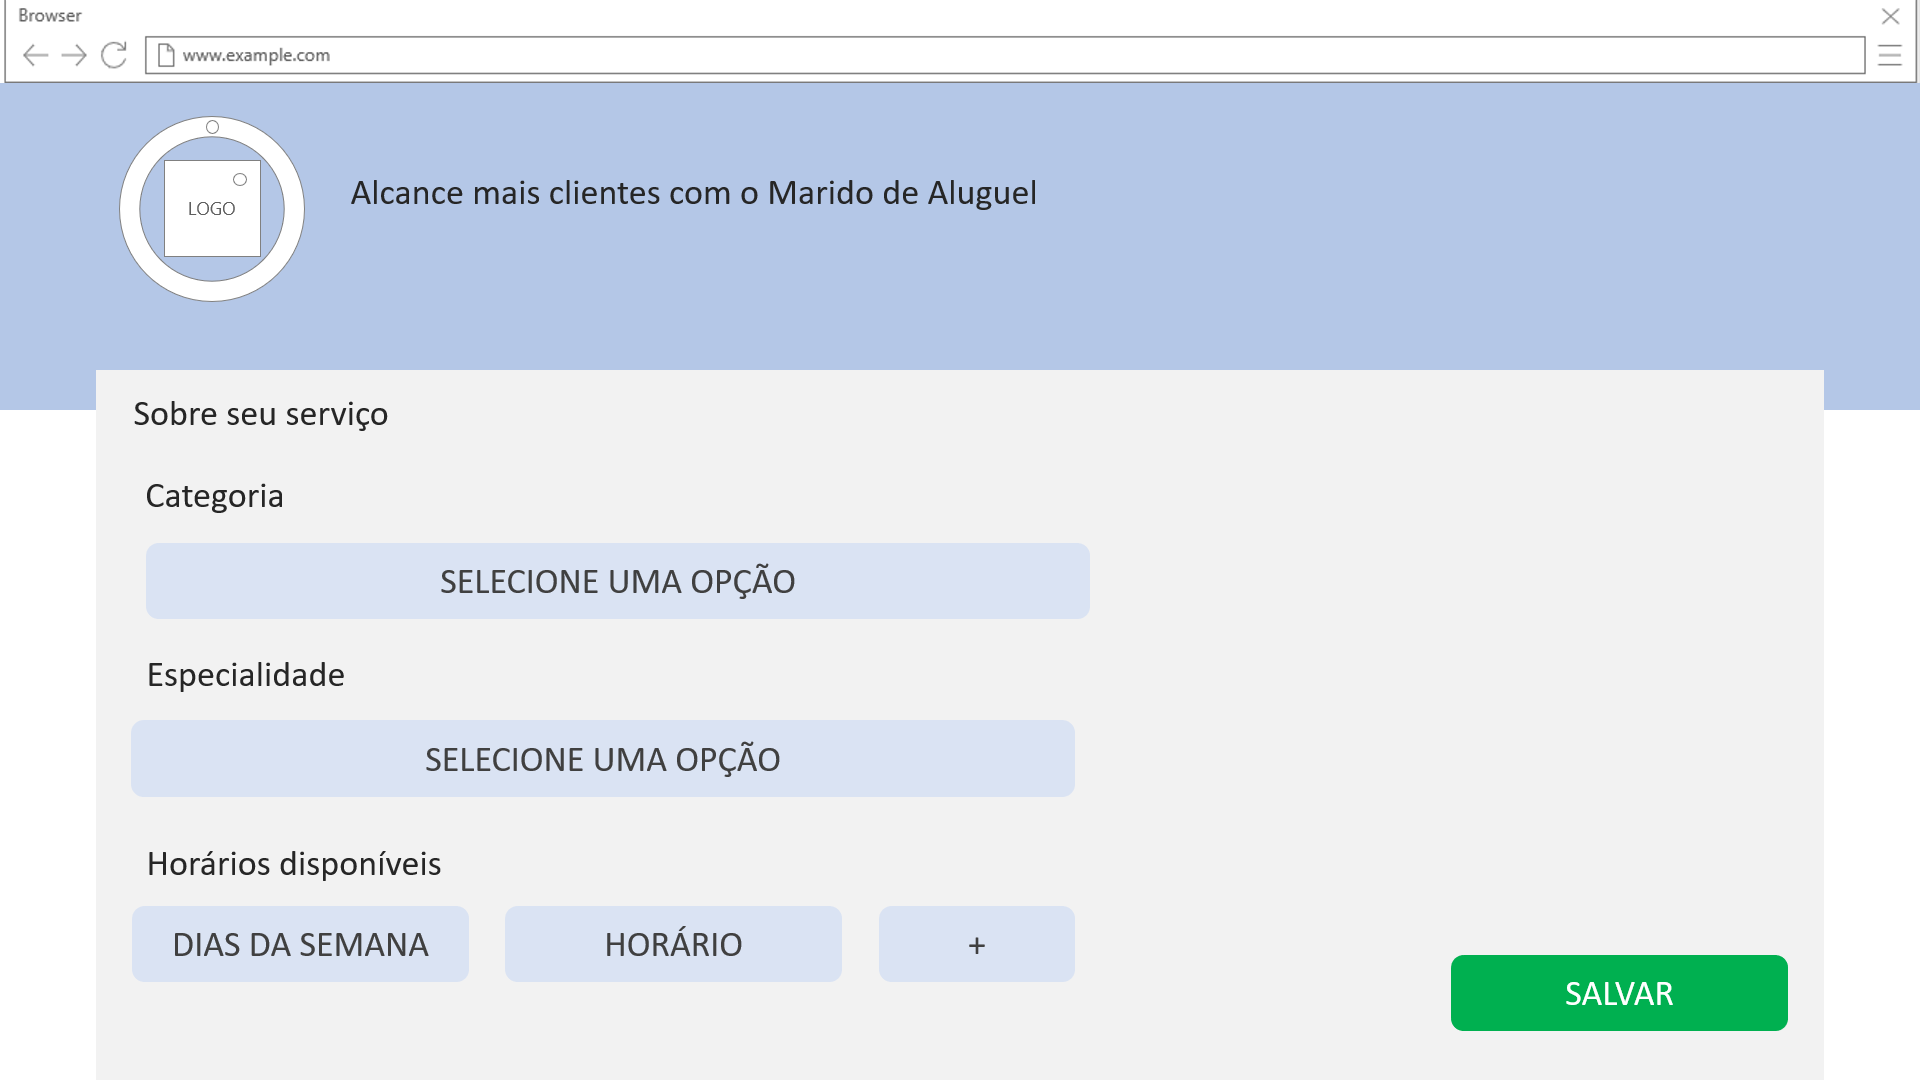 Browser
www.example.com
LOGO
Alcance mais clientes com o Marido de Aluguel
Sobre seu serviço
Categoria
SELECIONE UMA OPÇÃO
Especialidade
SELECIONE UMA OPÇÃO
Horários disponíveis
DIAS DA SEMANA
HORÁRIO
+
SALVAR